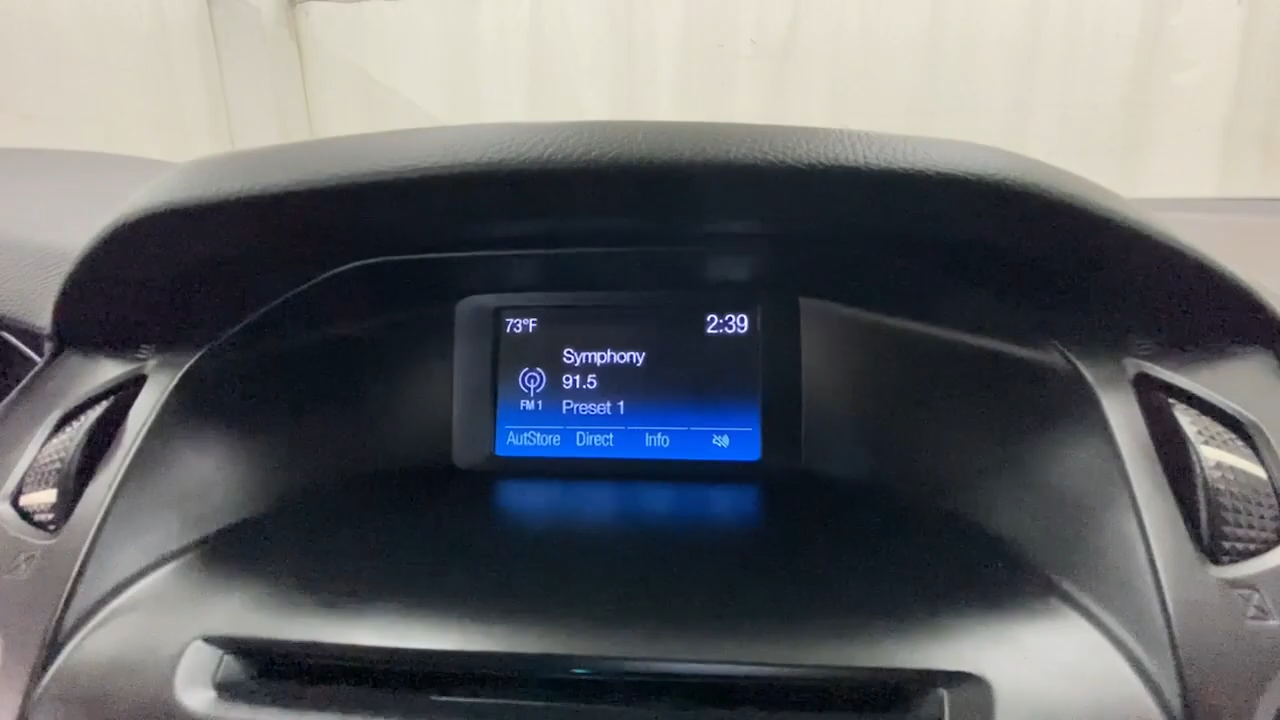 73°F 2:39
Symphony
91.5
FM 1 Preset 1
AutStore Direct Info